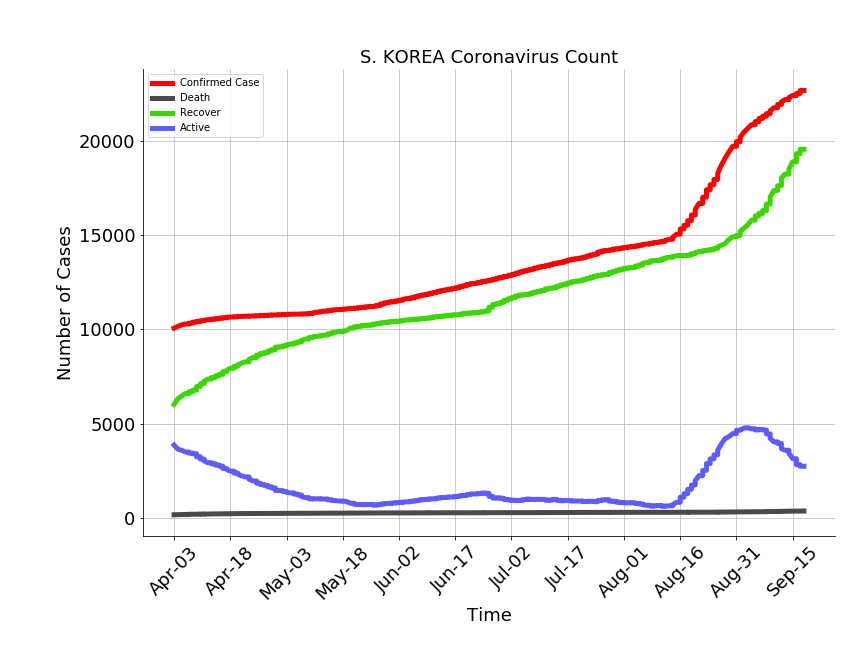 S. KOREA Coronavirus Count
Confirmed Case
Death
Recover
Active
20000
15000
10000
5000
0
Number of Cases
Apr-03
Apr-18
May-03
May-18
Jun-02
Jun-17
Jul-02
Jul-17
Aug-01
Aug-16
Aug-31
Sep-15
Time